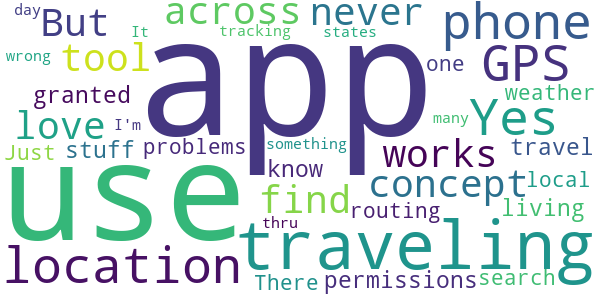 day But across never phone
It tracking states
wrong tool app one GPS
granted weather
love I'm Yes
many
Just stuff problems something works travel
know concept local
use find routing living
thru
location traveling
There permissions search